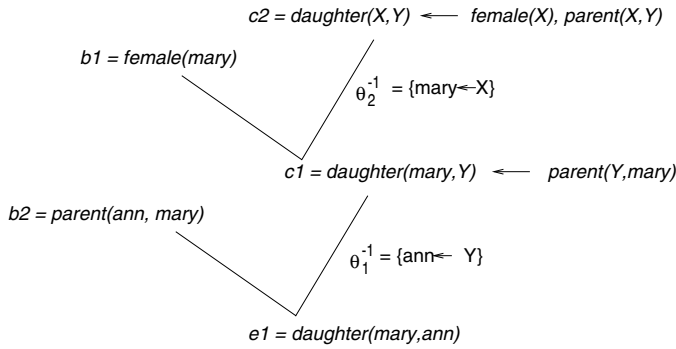 c2 = daughter(X,Y) ← female(X), parent(X,Y)
b1 = female(mary)
θ₂⁻¹ = {mary←X}
c1 = daughter(mary,Y) ← parent(Y,mary)
b2 = parent(ann, mary)
θ₁⁻¹ = {ann← Y}
e1 = daughter(mary,ann)